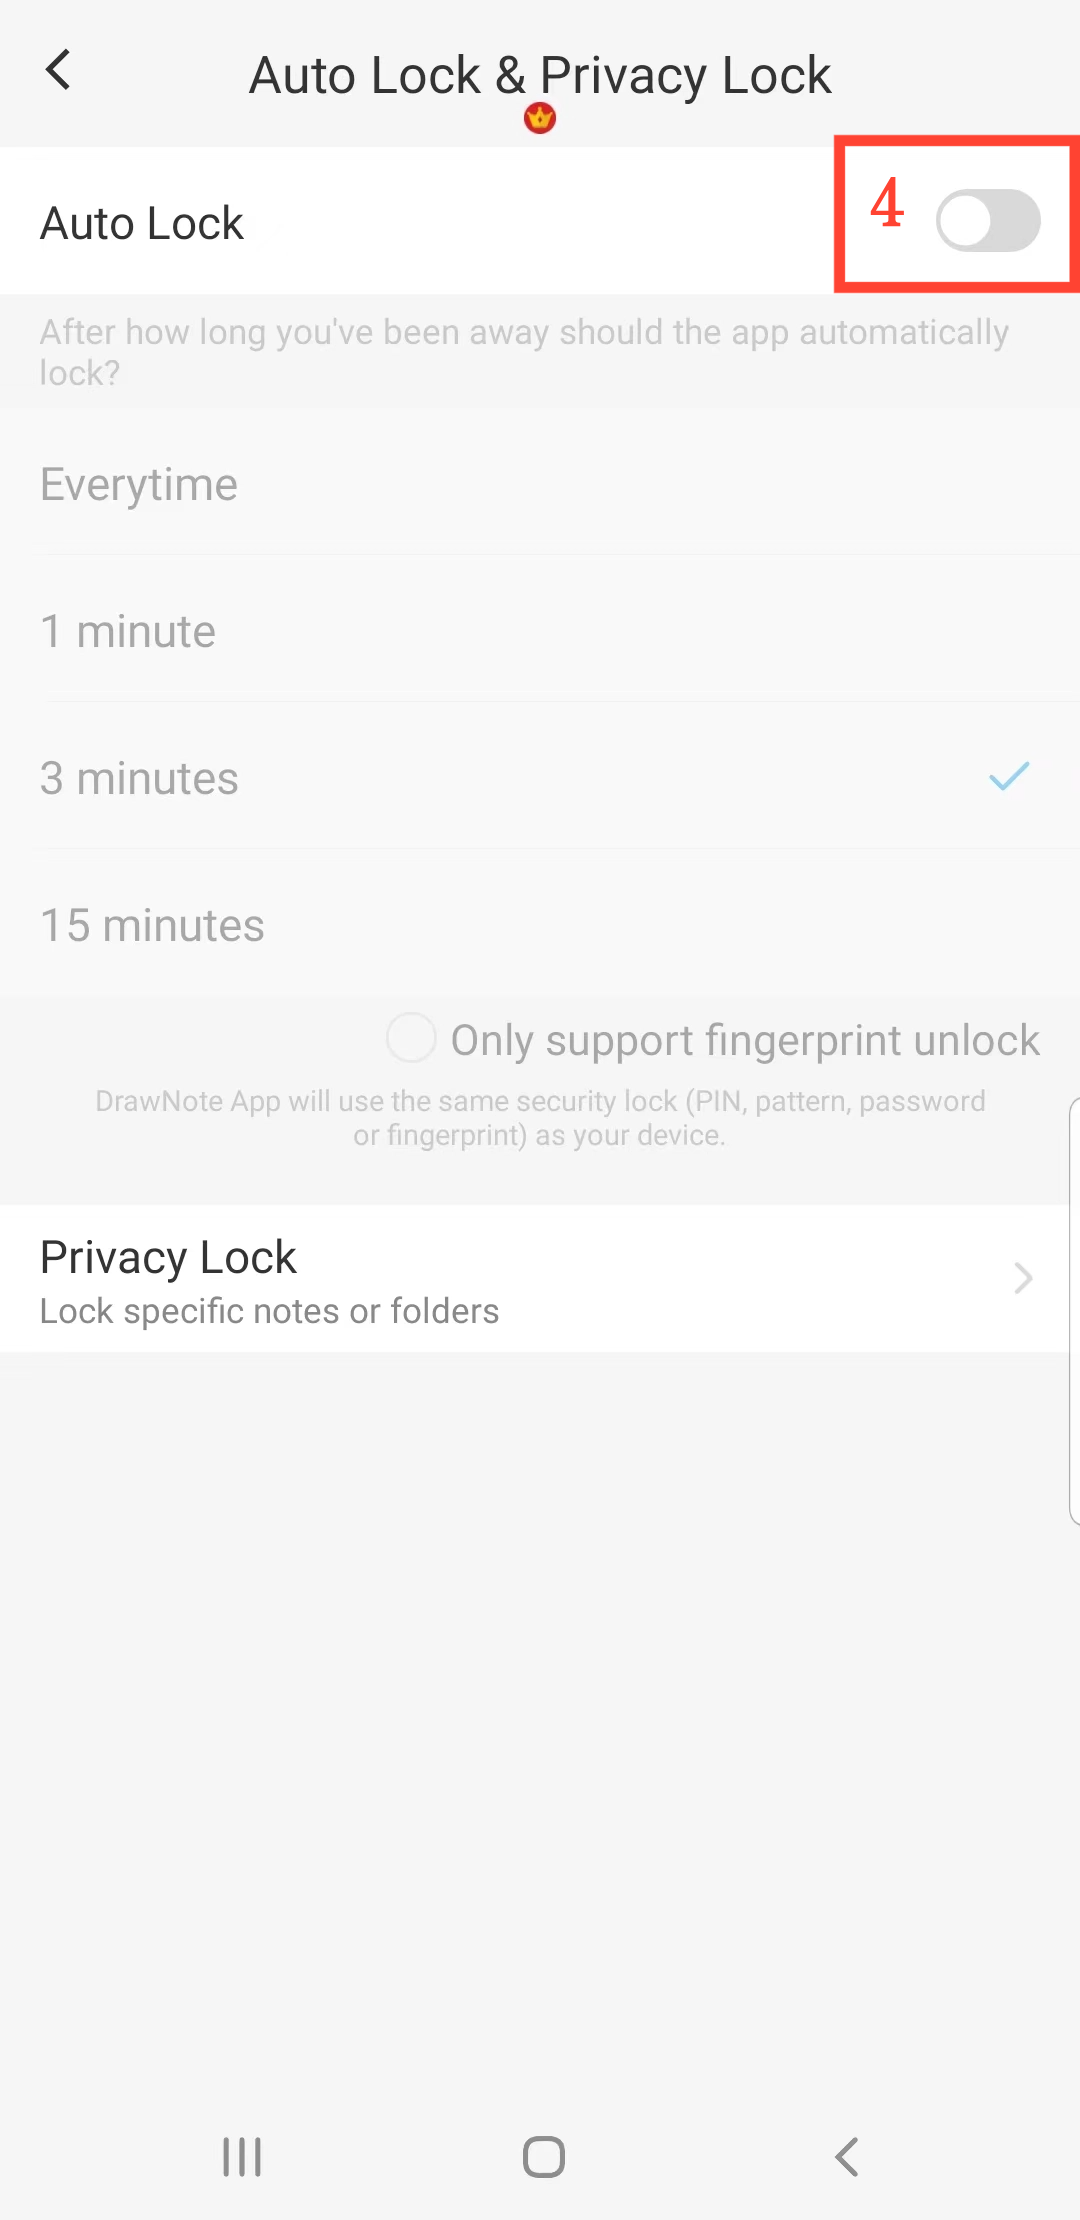 Auto Lock & Privacy Lock
Auto Lock
4
After how long you've been away should the app automatically
lock?
Everytime
1 minute
3 minutes
15 minutes
Only support fingerprint unlock
DrawNote App will use the same security lock (PIN, pattern, password
or fingerprint) as your device.
Privacy Lock
Lock specific notes or folders